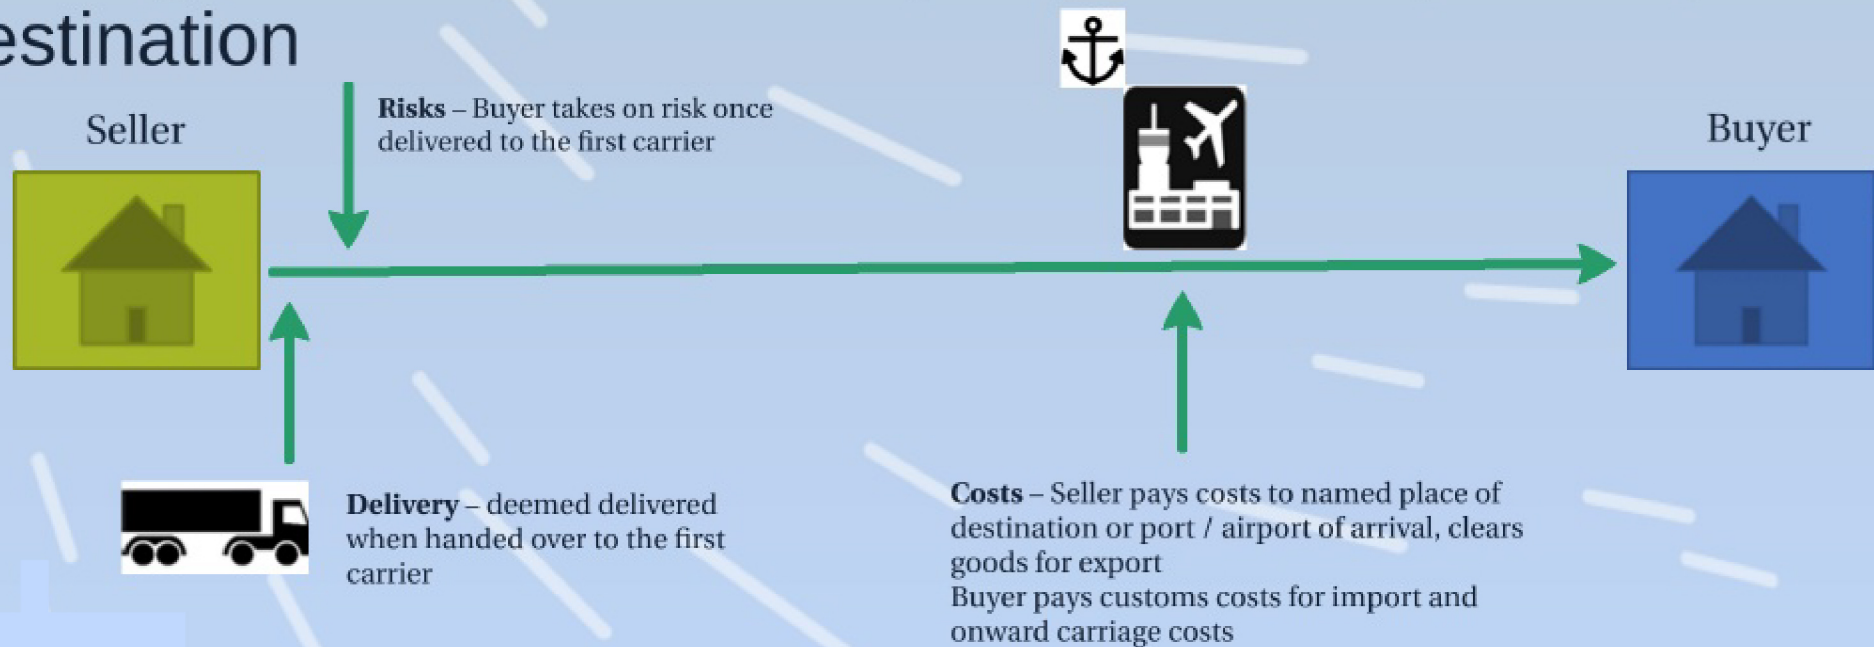 estination
Seller
Risks – Buyer takes on risk once
delivered to the first carrier
Buyer
Delivery – deemed delivered
when handed over to the first
carrier
Costs – Seller pays costs to named place of
destination or port / airport of arrival, clears
goods for export
Buyer pays customs costs for import and
onward carriage costs